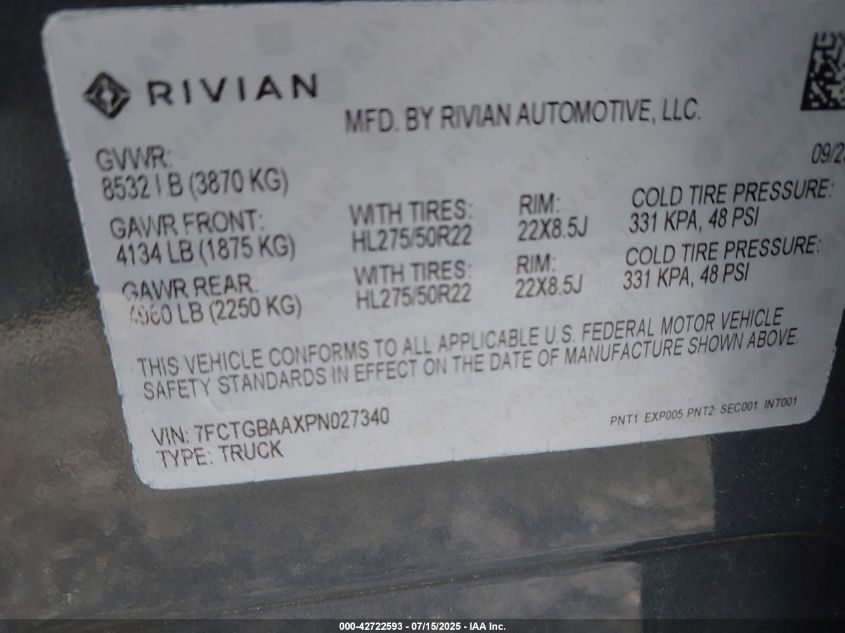 RIVIAN
MFD. BY RIVIAN AUTOMOTIVE, LLC.
09/23
GVWR:
8532 LB (3870 KG)
GAWR FRONT:
4134 LB (1875 KG)
WITH TIRES:
HL275/50R22
RIM:
22X8.5J
COLD TIRE PRESSURE:
331 KPA, 48 PSI
GAWR REAR:
4960 LB (2250 KG)
WITH TIRES:
HL275/50R22
RIM:
22X8.5J
COLD TIRE PRESSURE:
331 KPA, 48 PSI
THIS VEHICLE CONFORMS TO ALL APPLICABLE U.S. FEDERAL MOTOR VEHICLE
SAFETY STANDARDS IN EFFECT ON THE DATE OF MANUFACTURE SHOWN ABOVE.
VIN: 7FCTGBAAXPN027340
TYPE: TRUCK
PNT1 EXP005 PNT2: SEC001 INT001
000-42722593 - 07/15/2025 - IAA Inc.